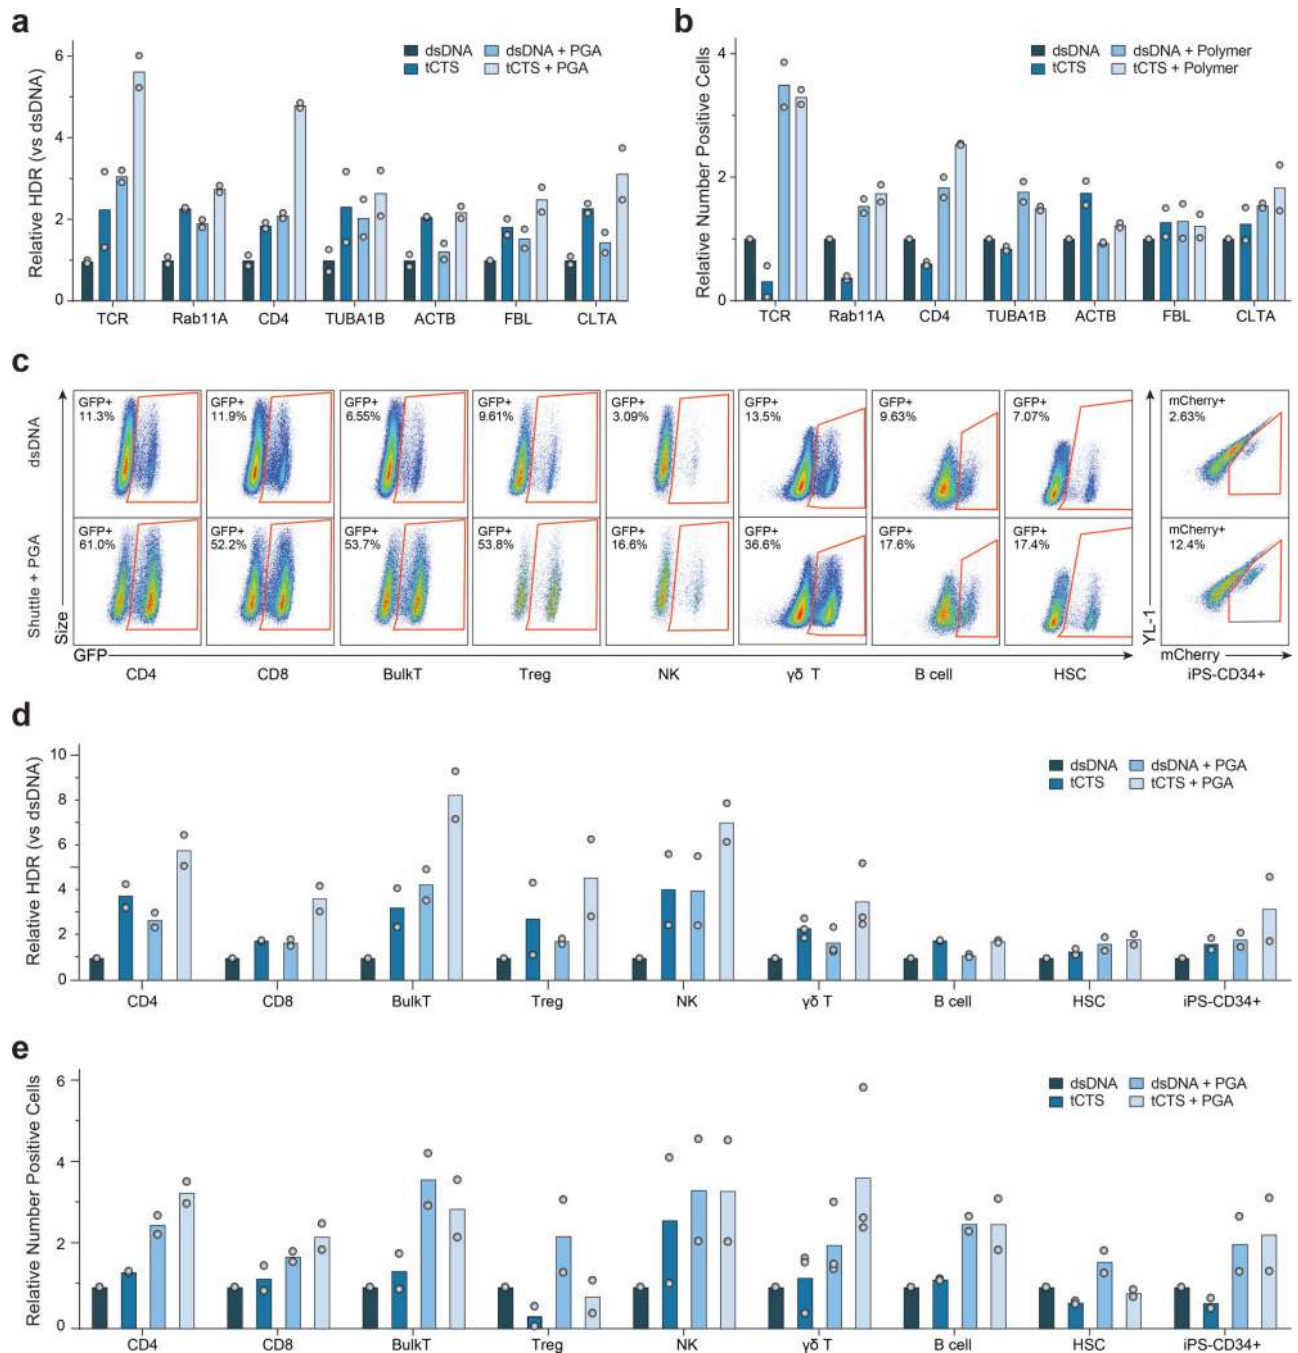 a
Relative HDR (vs dsDNA)
6
4
2
0
dsDNA
tCTS
dsDNA + PGA
tCTS + PGA
TCR Rab11A CD4 TUBA1B ACTB FBL CLTA
b
Relative Number Positive Cells
4
2
0
dsDNA
tCTS
dsDNA + Polymer
tCTS + Polymer
TCR Rab11A CD4 TUBA1B ACTB FBL CLTA
c
dsDNA
GFP+ 11.3%
GFP+ 11.9%
GFP+ 6.55%
GFP+ 9.61%
GFP+ 3.09%
GFP+ 13.5%
GFP+ 9.63%
GFP+ 7.07%
mCherry+ 2.63%
Shuttle + PGA
GFP+ 61.0%
GFP+ 52.2%
GFP+ 53.7%
GFP+ 53.8%
GFP+ 16.6%
GFP+ 36.6%
GFP+ 17.6%
GFP+ 17.4%
mCherry+ 12.4%
Size
YL-1
GFP
mCherry
CD4 CD8 BulkT Treg NK γδ T B cell HSC iPS-CD34+
d
Relative HDR (vs dsDNA)
10
8
6
4
2
0
dsDNA
tCTS
dsDNA + PGA
tCTS + PGA
CD4 CD8 BulkT Treg NK γδ T B cell HSC iPS-CD34+
e
Relative Number Positive Cells
6
4
2
0
dsDNA
tCTS
dsDNA + PGA
tCTS + PGA
CD4 CD8 BulkT Treg NK γδ T B cell HSC iPS-CD34+